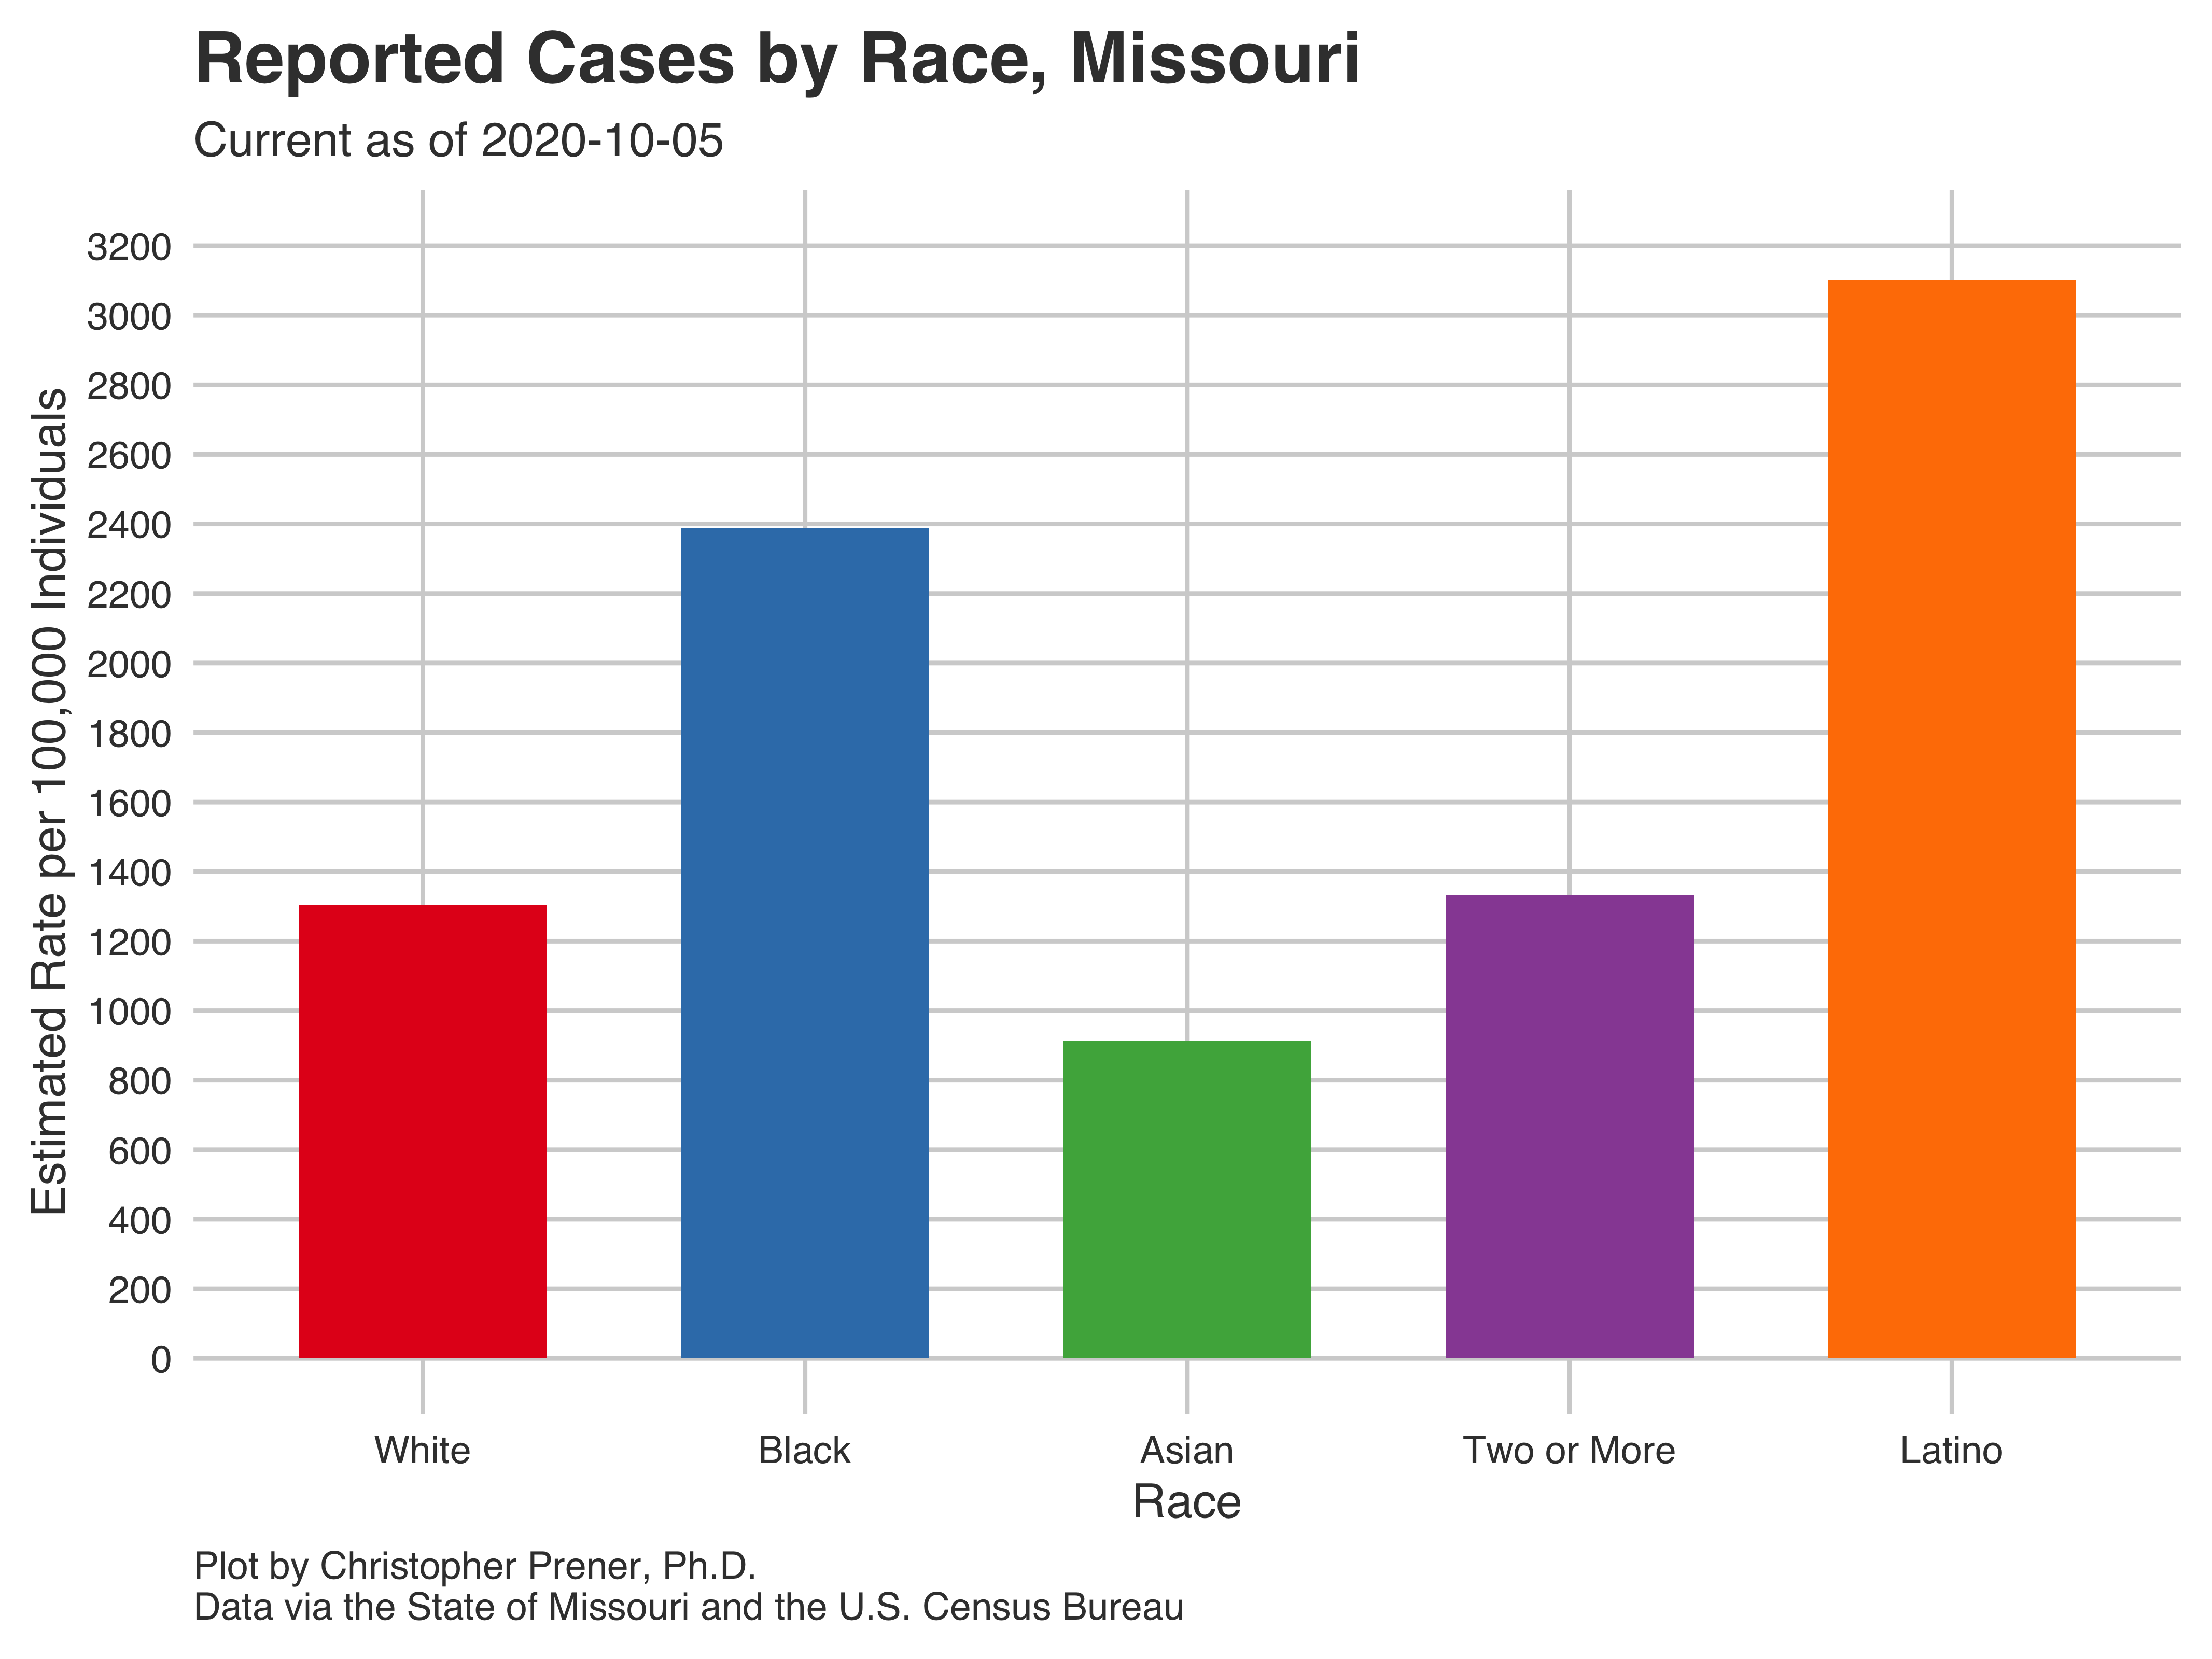 Reported Cases by Race, Missouri
Current as of 2020-10-05
Estimated Rate per 100,000 Individuals
3200
3000
2800
2600
2400
2200
2000
1800
1600
1400
1200
1000
800
600
400
200
0
White Black Asian Two or More Latino
Race
Plot by Christopher Prener, Ph.D.
Data via the State of Missouri and the U.S. Census Bureau